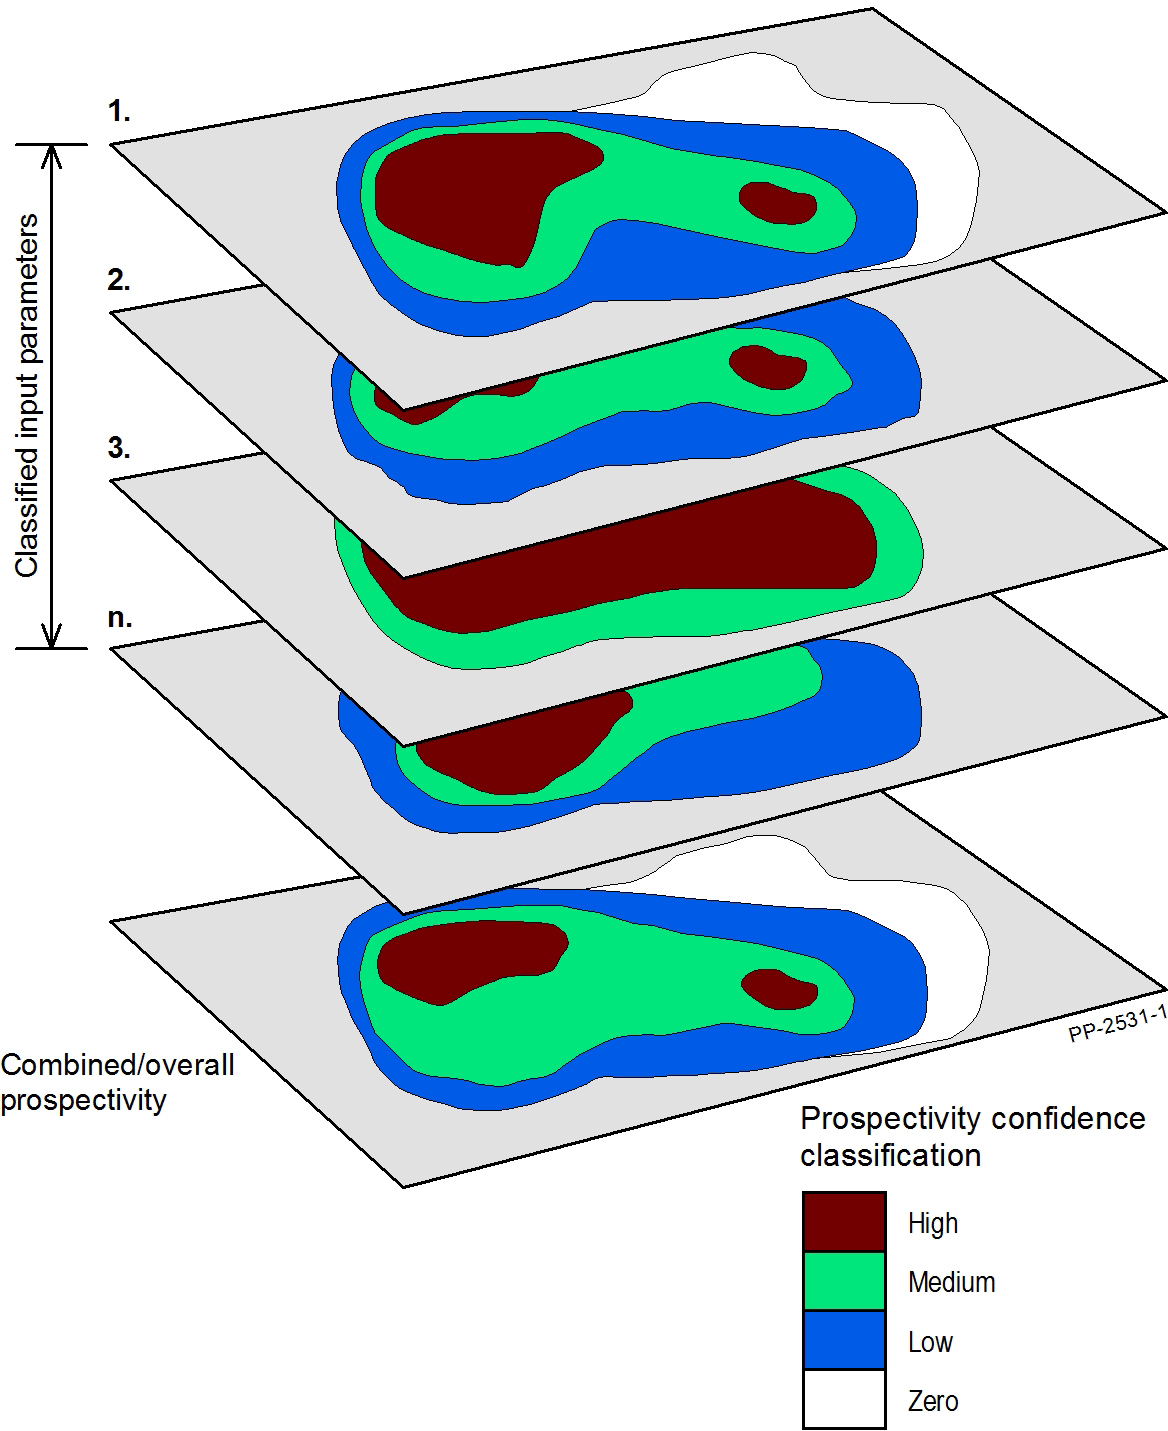 1.
2.
3.
n.
Classified input parameters
Combined/overall
prospectivity
PP-2531-1
Prospectivity confidence
classification
High
Medium
Low
Zero